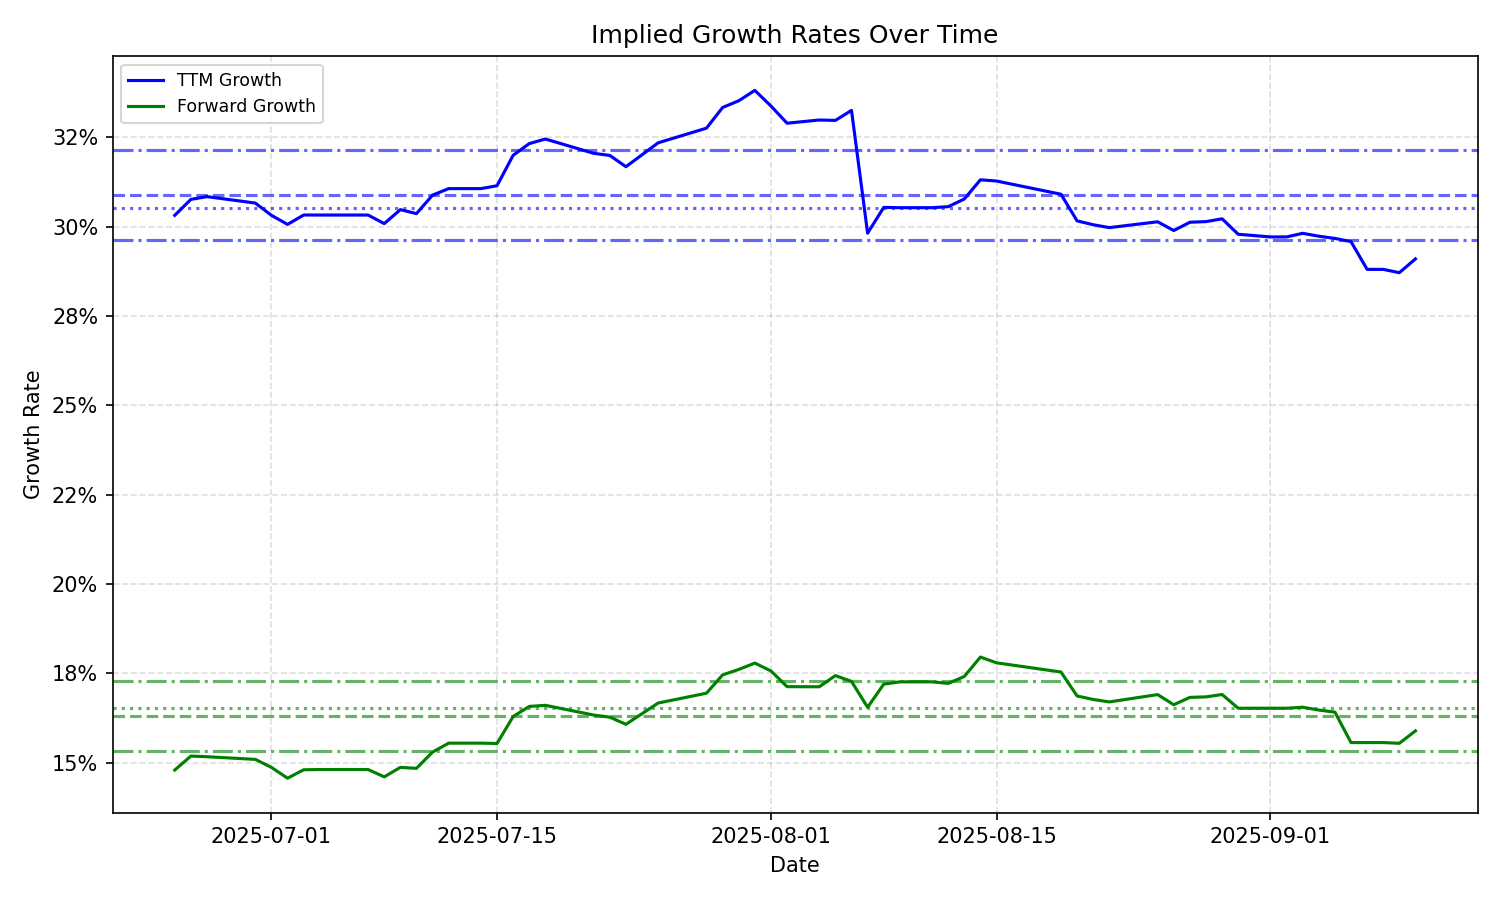 Implied Growth Rates Over Time
TTM Growth
Forward Growth
32%
30%
28%
25%
22%
20%
18%
15%
Growth Rate
2025-07-01 2025-07-15 2025-08-01 2025-08-15 2025-09-01
Date